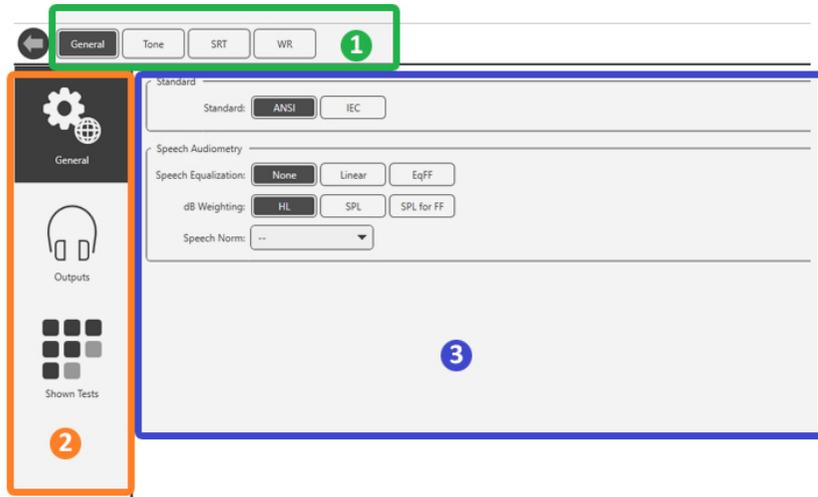 General Tone SRT WR 1
Standard
Standard: ANSI IEC
General
Speech Audiometry
Speech Equalization: None Linear EqFF
dB Weighting: HL SPL SPL for FF
Speech Norm: --
Outputs
Shown Tests
2
3